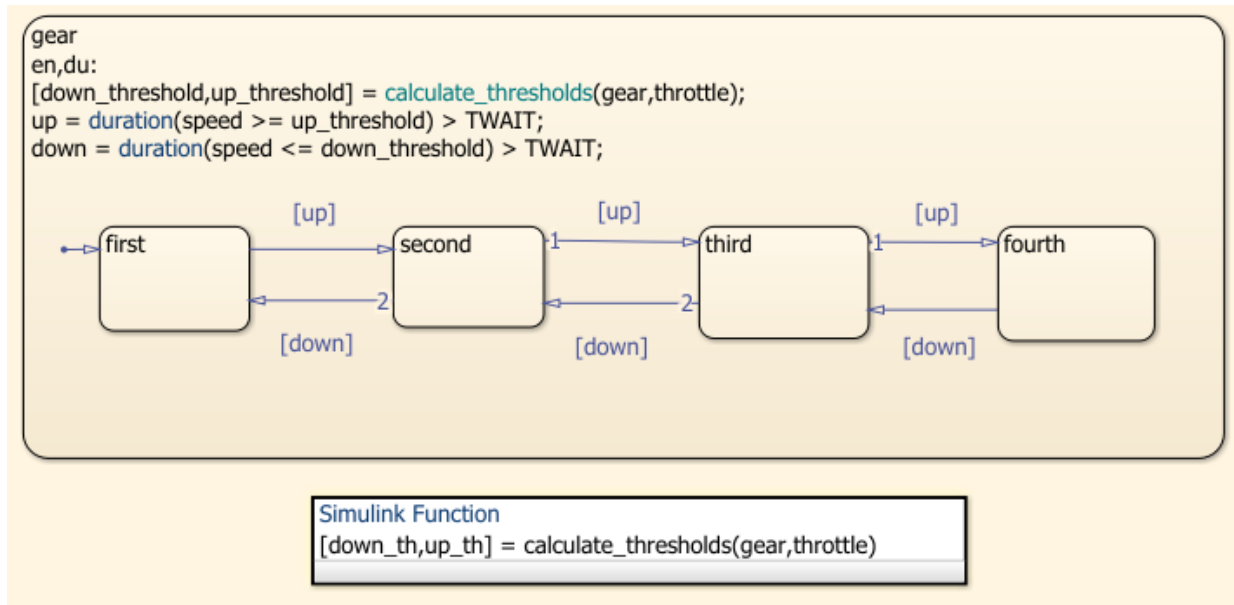 gear
en,du:
[down_threshold,up_threshold] = calculate_thresholds(gear,throttle);
up = duration(speed >= up_threshold) > TWAIT;
down = duration(speed <= down_threshold) > TWAIT;
[up]
[up]
[up]
first
second
1
third
1
fourth
2
2
[down]
[down]
[down]
Simulink Function
[down_th,up_th] = calculate_thresholds(gear,throttle)